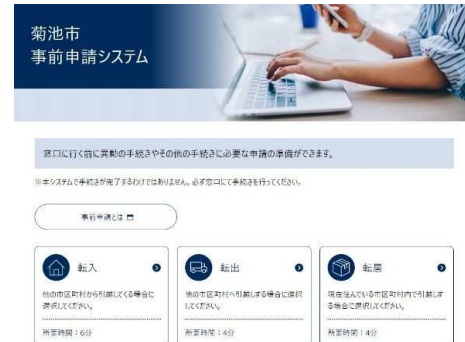 菊池市
事前申請システム
窓口に行く前に異動の手続きやその他の手続きに必要な申請の準備ができます。
※本システムで手続きが完了するわけではありません。必ず窓口にて手続きを行ってください。
事前申請とは
転入
他の市区町村から引越してくる場合に
選択してください。
所要時間：6分
転出
他の市区町村へ引越しする場合に選択
してください。
所要時間：4分
転居
現在住んでいる市区町村内で引越しす
る場合に選択してください。
所要時間：4分